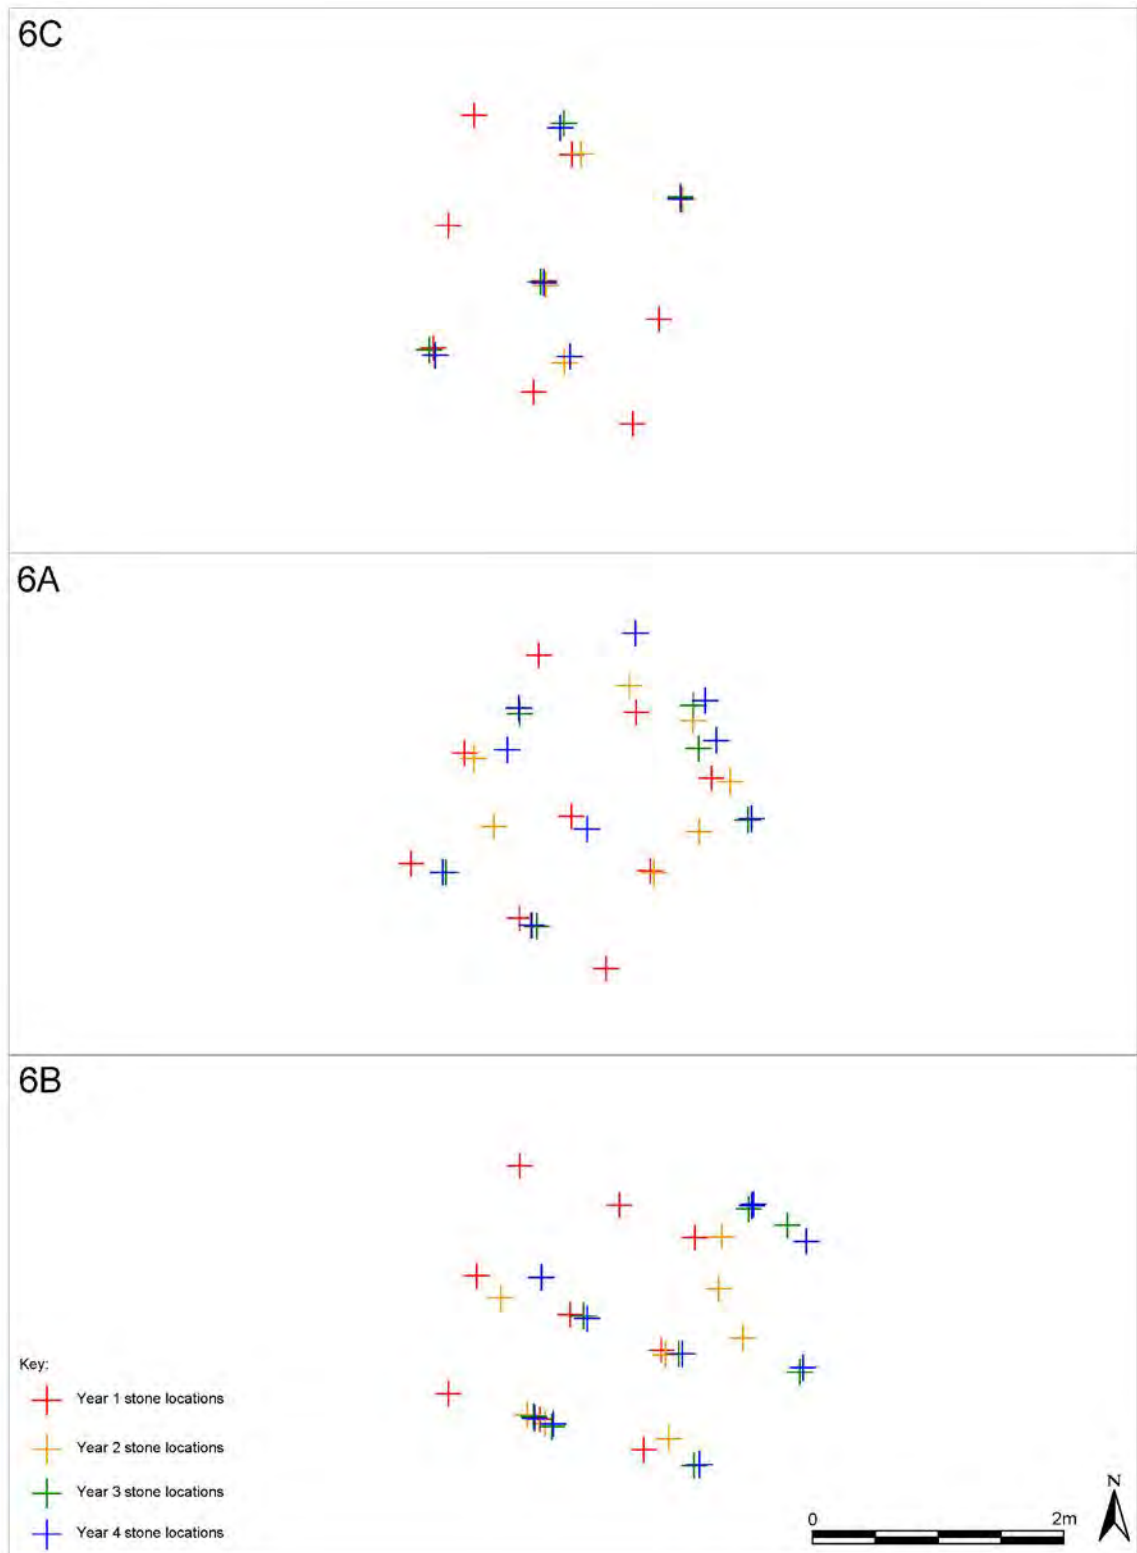 6C
6A
6B
Key:
Year 1 stone locations
Year 2 stone locations
Year 3 stone locations
Year 4 stone locations
0 2m
N